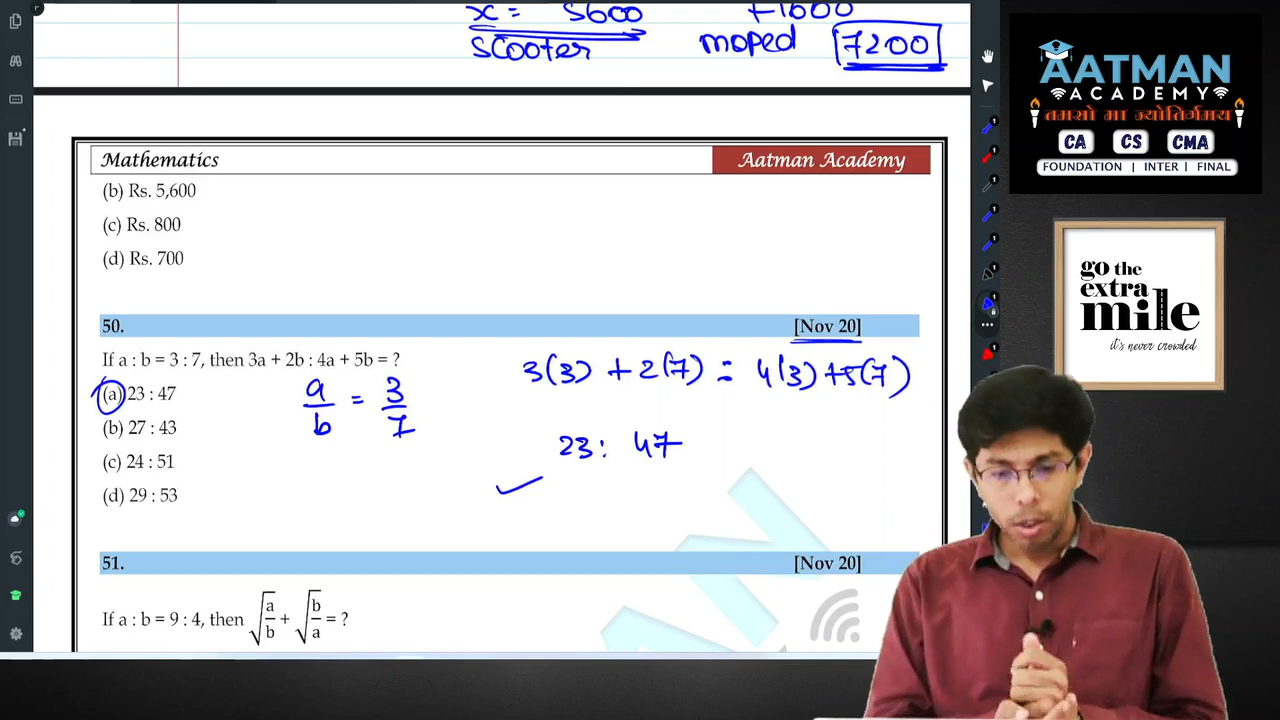 x = 5600 +1600
scooter moped 7200
Mathematics Aatman Academy
(b) Rs. 5,600
(c) Rs. 800
(d) Rs. 700
50. [Nov 20]
If a : b = 3 : 7, then 3a + 2b : 4a + 5b = ?
3(3) + 2(7) : 4(3) + 5(7)
(a) 23 : 47
a/b = 3/7
(b) 27 : 43
23 : 47
(c) 24 : 51
(d) 29 : 53
51. [Nov 20]
If a : b = 9 : 4, then √(a/b) + √(b/a) = ?
AATMAN
ACADEMY
तमसो मा ज्योतिर्गमय
CA CS CMA
FOUNDATION | INTER | FINAL
go the
extra
mile
it's never crowded